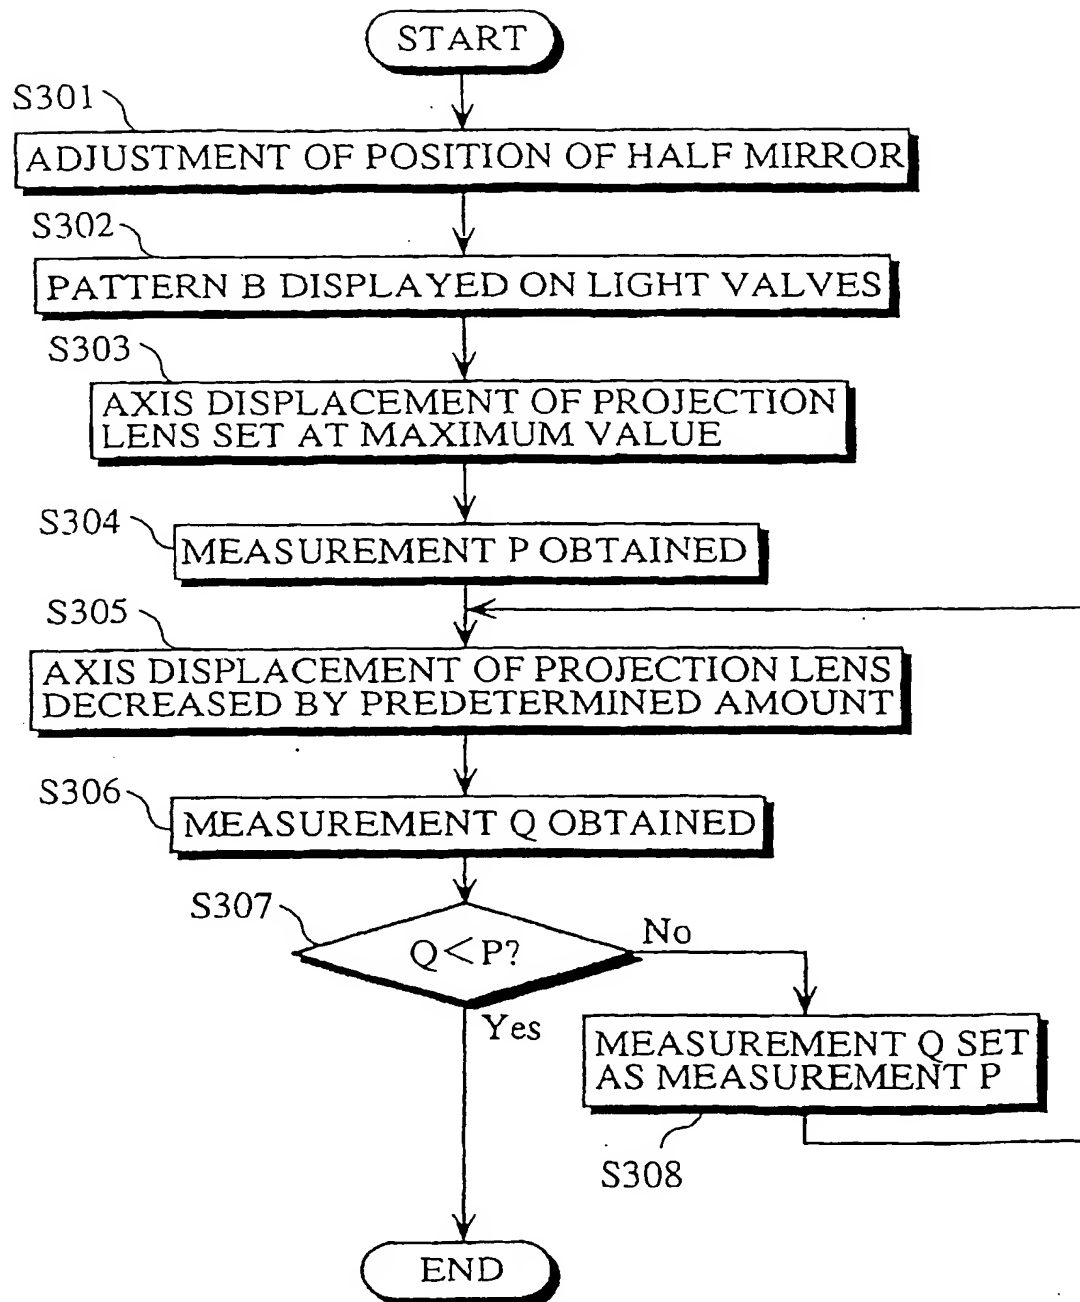 START
S301
ADJUSTMENT OF POSITION OF HALF MIRROR
S302
PATTERN B DISPLAYED ON LIGHT VALVES
S303
AXIS DISPLACEMENT OF PROJECTION
LENS SET AT MAXIMUM VALUE
S304
MEASUREMENT P OBTAINED
S305
AXIS DISPLACEMENT OF PROJECTION LENS
DECREASED BY PREDETERMINED AMOUNT
S306
MEASUREMENT Q OBTAINED
S307
Q<P?
No
Yes
MEASUREMENT Q SET
AS MEASUREMENT P
S308
END